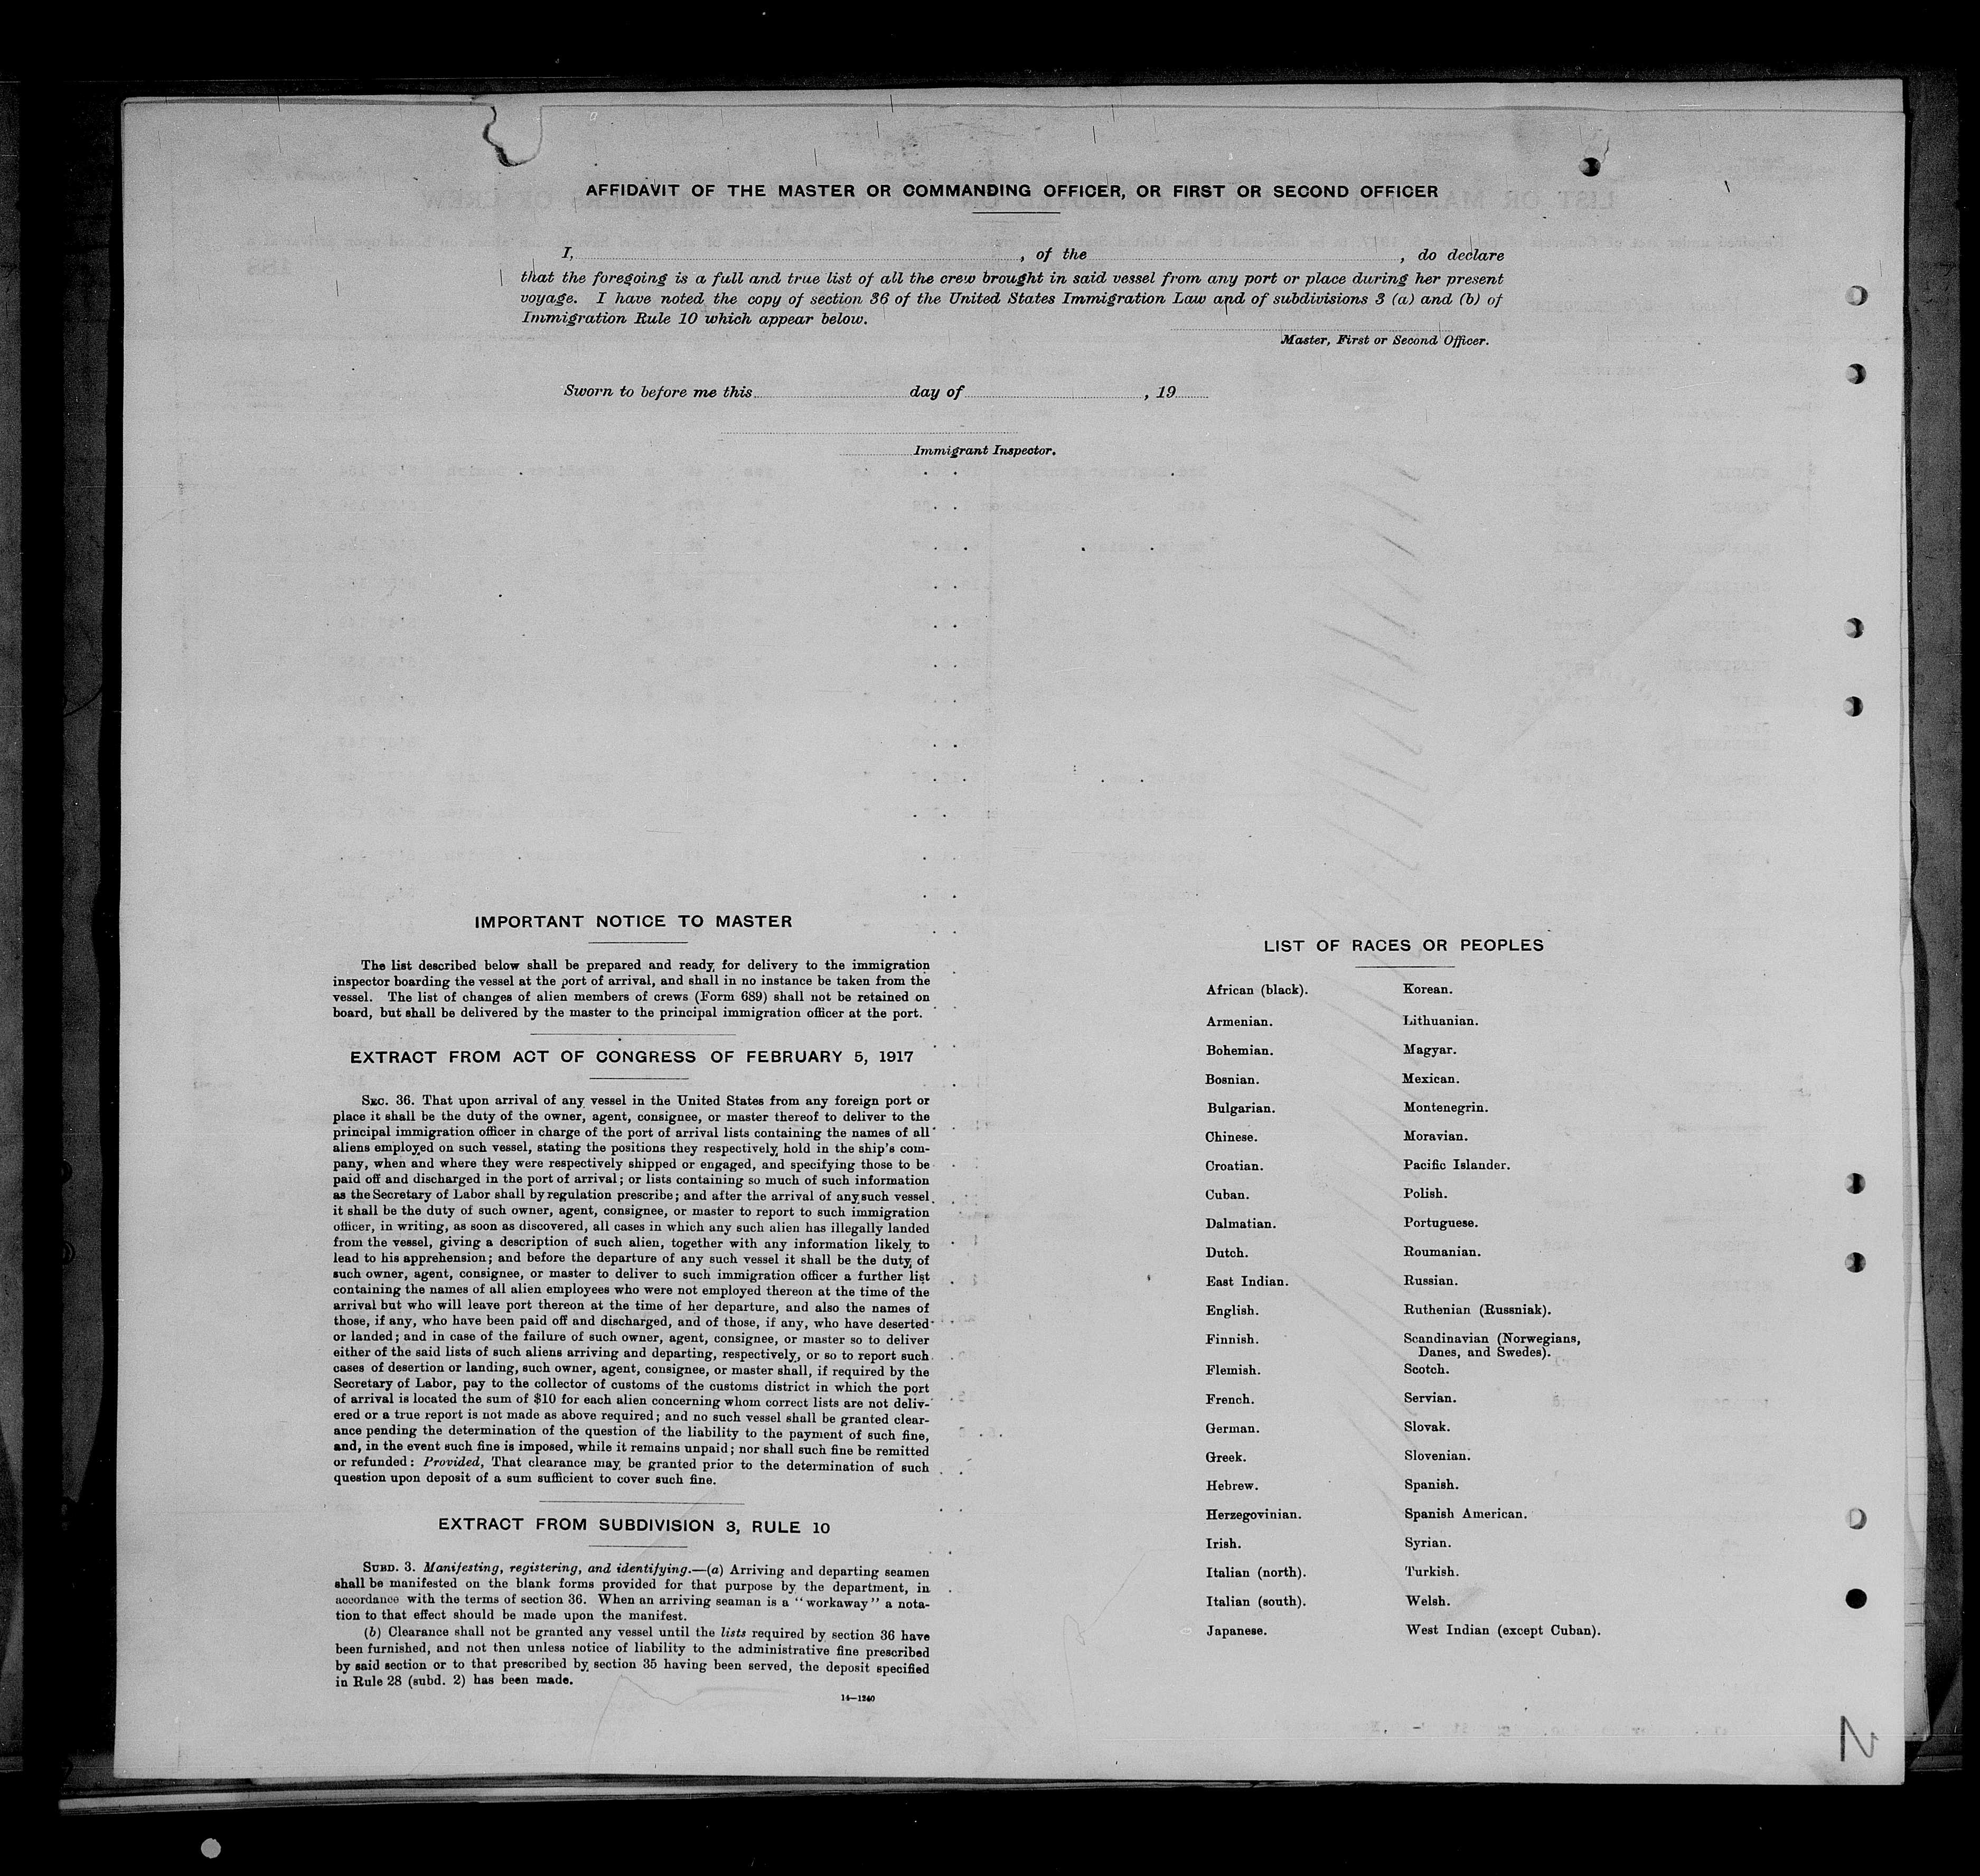 AFFIDAVIT OF THE MASTER OR COMMANDING OFFICER, OR FIRST OR SECOND OFFICER
I, , of the , do declare
that the foregoing is a full and true list of all the crew brought in said vessel from any port or place during her present
voyage. I have noted the copy of section 36 of the United States Immigration Law and of subdivisions 3 (a) and (b) of
Immigration Rule 10 which appear below.
Master, First or Second Officer.
Sworn to before me this day of , 19
Immigrant Inspector.
IMPORTANT NOTICE TO MASTER
The list described below shall be prepared and ready for delivery to the immigration
inspector boarding the vessel at the port of arrival, and shall in no instance be taken from the
vessel. The list of changes of alien members of crews (Form 689) shall not be retained on
board, but shall be delivered by the master to the principal immigration officer at the port.
EXTRACT FROM ACT OF CONGRESS OF FEBRUARY 5, 1917
SEC. 36. That upon arrival of any vessel in the United States from any foreign port or
place it shall be the duty of the owner, agent, consignee, or master thereof to deliver to the
principal immigration officer in charge of the port of arrival lists containing the names of all
aliens employed on such vessel, stating the positions they respectively hold in the ship's com-
pany, when and where they were respectively shipped or engaged, and specifying those to be
paid off and discharged in the port of arrival; or lists containing so much of such information
as the Secretary of Labor shall by regulation prescribe; and after the arrival of any such vessel
it shall be the duty of such owner, agent, consignee, or master to report to such immigration
officer, in writing, as soon as discovered, all cases in which any such alien has illegally landed
from the vessel, giving a description of such alien, together with any information likely to
lead to his apprehension; and before the departure of any such vessel it shall be the duty of
such owner, agent, consignee, or master to deliver to such immigration officer a further list
containing the names of all alien employees who were not employed thereon at the time of the
arrival but who will leave port thereon at the time of her departure, and also the names of
those, if any, who have been paid off and discharged, and of those, if any, who have deserted
or landed; and in case of the failure of such owner, agent, consignee, or master so to deliver
either of the said lists of such aliens arriving and departing, respectively, or so to report such
cases of desertion or landing, such owner, agent, consignee, or master shall, if required by the
Secretary of Labor, pay to the collector of customs of the customs district in which the port
of arrival is located the sum of $10 for each alien concerning whom correct lists are not deliv-
ered or a true report is not made as above required; and no such vessel shall be granted clear-
ance pending the determination of the question of the liability to the payment of such fine,
and, in the event such fine is imposed, while it remains unpaid; nor shall such fine be remitted
or refunded: Provided, That clearance may be granted prior to the determination of such
question upon deposit of a sum sufficient to cover such fine.
EXTRACT FROM SUBDIVISION 3, RULE 10
SUBD. 3. Manifesting, registering, and identifying.—(a) Arriving and departing seamen
shall be manifested on the blank forms provided for that purpose by the department, in
accordance with the terms of section 36. When an arriving seaman is a "workaway" a nota-
tion to that effect should be made upon the manifest.
(b) Clearance shall not be granted any vessel until the lists required by section 36 have
been furnished, and not then unless notice of liability to the administrative fine prescribed
by said section or to that prescribed by section 35 having been served, the deposit specified
in Rule 28 (subd. 2) has been made.
14—1240
LIST OF RACES OR PEOPLES
African (black). Korean.
Armenian. Lithuanian.
Bohemian. Magyar.
Bosnian. Mexican.
Bulgarian. Montenegrin.
Chinese. Moravian.
Croatian. Pacific Islander.
Cuban. Polish.
Dalmatian. Portuguese.
Dutch. Roumanian.
East Indian. Russian.
English. Ruthenian (Russniak).
Finnish. Scandinavian (Norwegians,
Danes, and Swedes).
Flemish. Scotch.
French. Servian.
German. Slovak.
Greek. Slovenian.
Hebrew. Spanish.
Herzegovinian. Spanish American.
Irish. Syrian.
Italian (north). Turkish.
Italian (south). Welsh.
Japanese. West Indian (except Cuban).